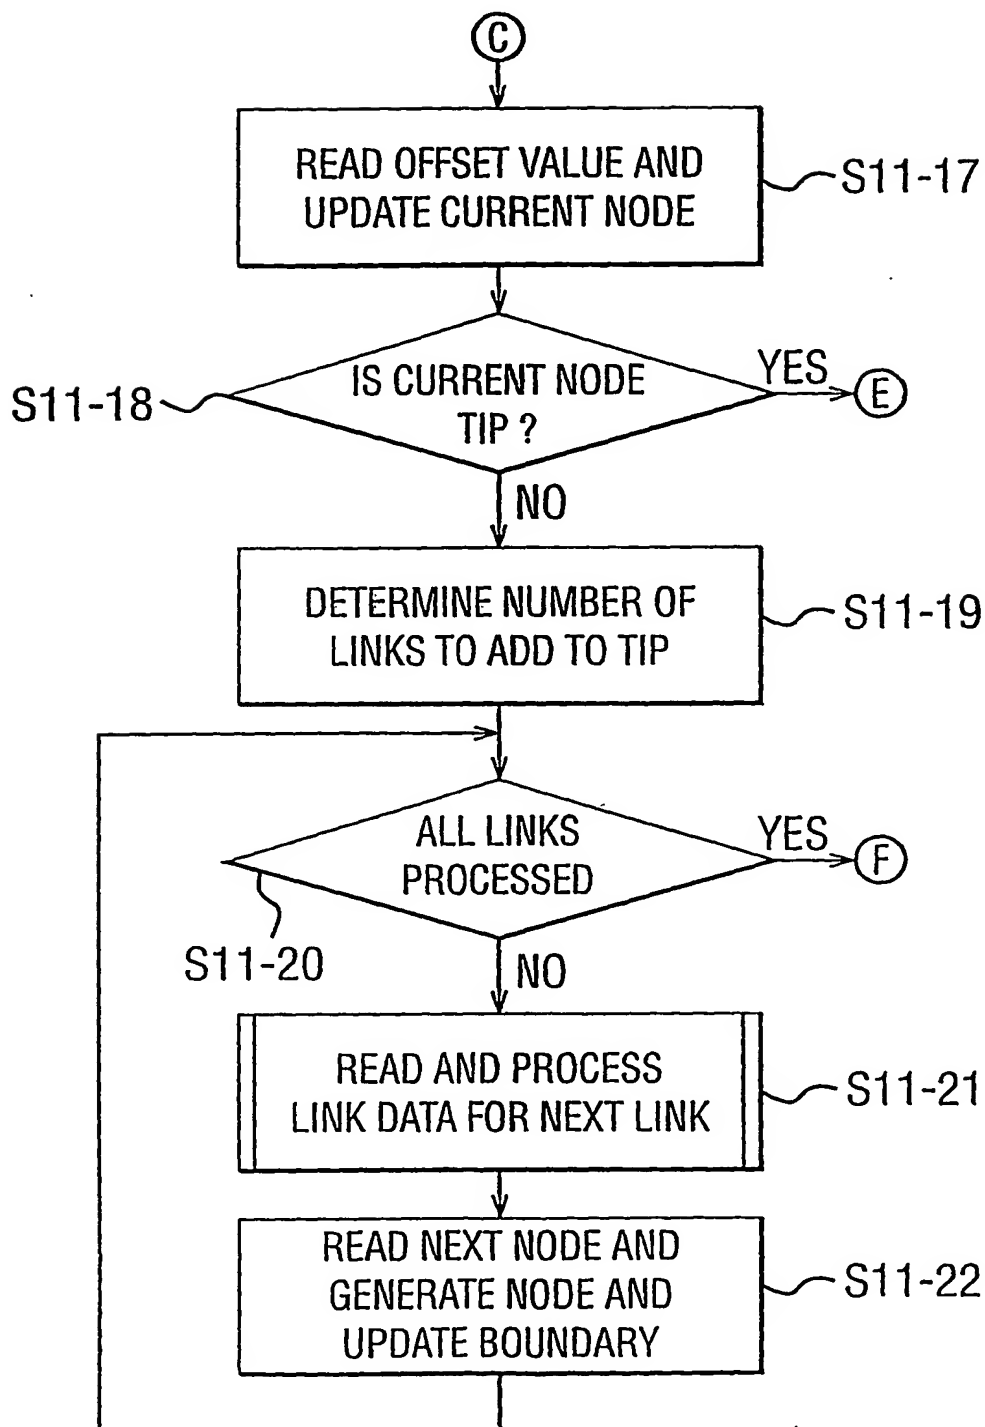 C
READ OFFSET VALUE AND
UPDATE CURRENT NODE
S11-17
IS CURRENT NODE
TIP ?
S11-18
YES
E
NO
DETERMINE NUMBER OF
LINKS TO ADD TO TIP
S11-19
ALL LINKS
PROCESSED
YES
F
S11-20
NO
READ AND PROCESS
LINK DATA FOR NEXT LINK
S11-21
READ NEXT NODE AND
GENERATE NODE AND
UPDATE BOUNDARY
S11-22